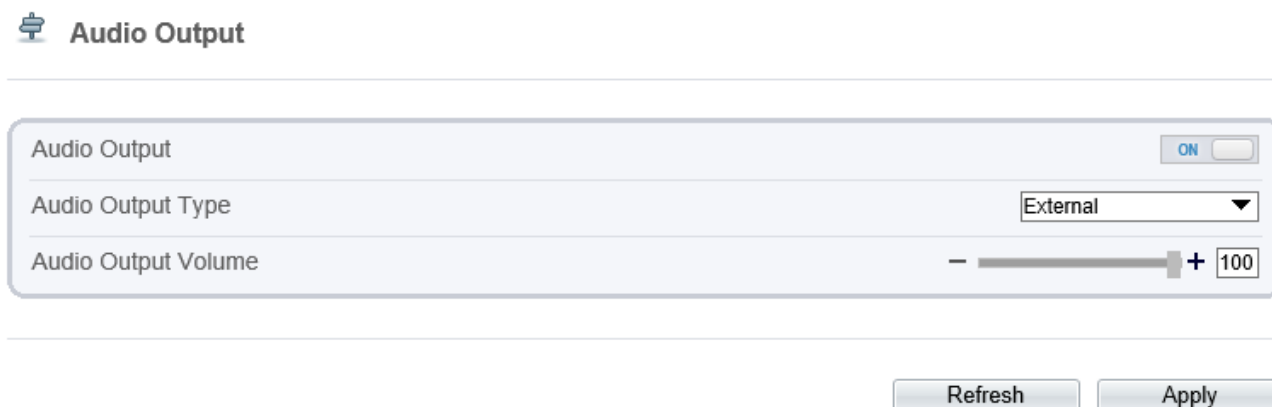 Audio Output
Audio Output ON
Audio Output Type External
Audio Output Volume − + 100
Refresh Apply